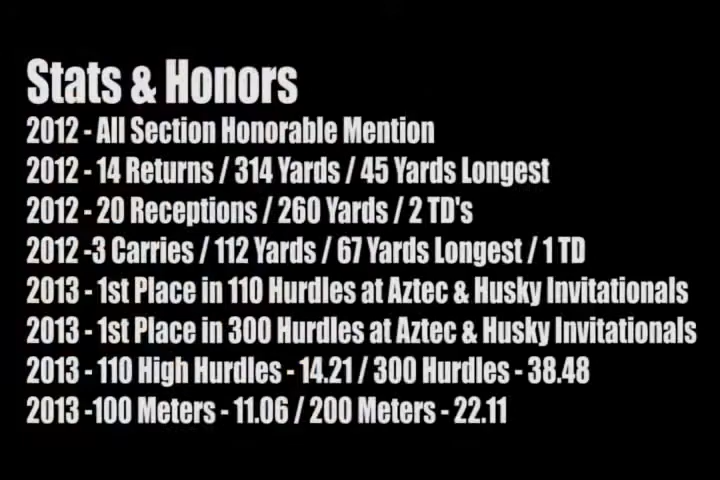 Stats & Honors
2012 - All Section Honorable Mention
2012 - 14 Returns / 314 Yards / 45 Yards Longest
2012 - 20 Receptions / 260 Yards / 2 TD's
2012 -3 Carries / 112 Yards / 67 Yards Longest / 1 TD
2013 - 1st Place in 110 Hurdles at Aztec & Husky Invitationals
2013 - 1st Place in 300 Hurdles at Aztec & Husky Invitationals
2013 - 110 High Hurdles - 14.21 / 300 Hurdles - 38.48
2013 -100 Meters - 11.06 / 200 Meters - 22.11